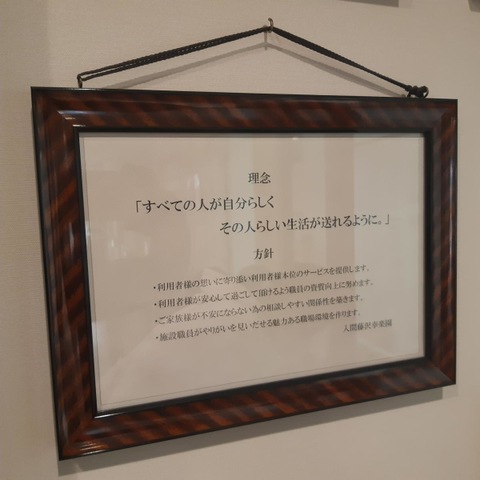 理念
「すべての人が自分らしく
その人らしい生活が送れるように。」
方針
・利用者様の想いに寄り添い利用者様本位のサービスを提供します。
・利用者様が安心して過ごして頂けるよう職員の資質向上に努めます。
・ご家族様が不安にならない為の相談しやすい関係性を築きます。
・施設職員がやりがいを見いだせる魅力ある職場環境を作ります。
入間藤沢幸楽園